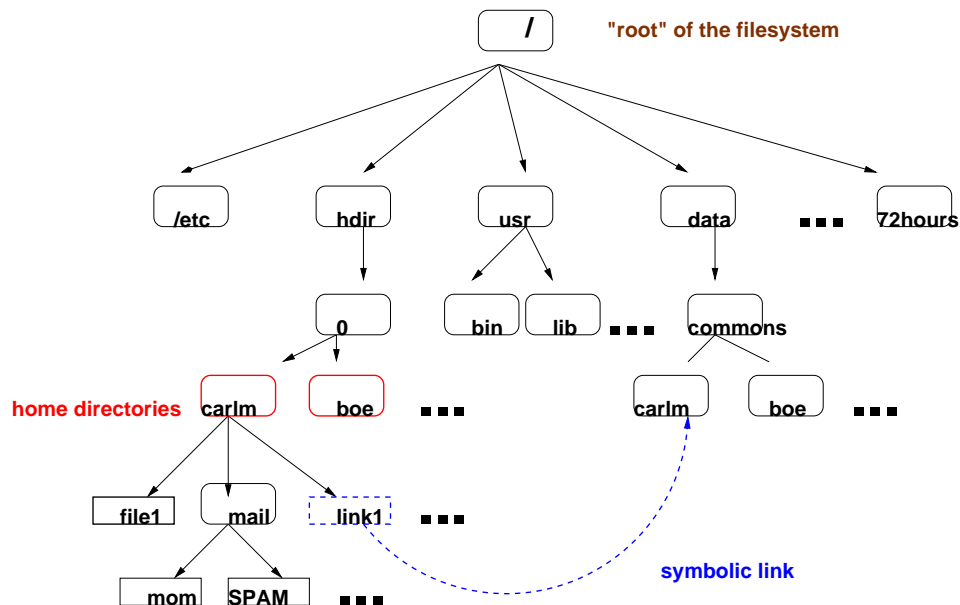 /
"root" of the filesystem
/etc
hdir
usr
data
72hours
0
bin
lib
commons
home directories
carlm
boe
carlm
boe
file1
mail
link1
symbolic link
mom
SPAM